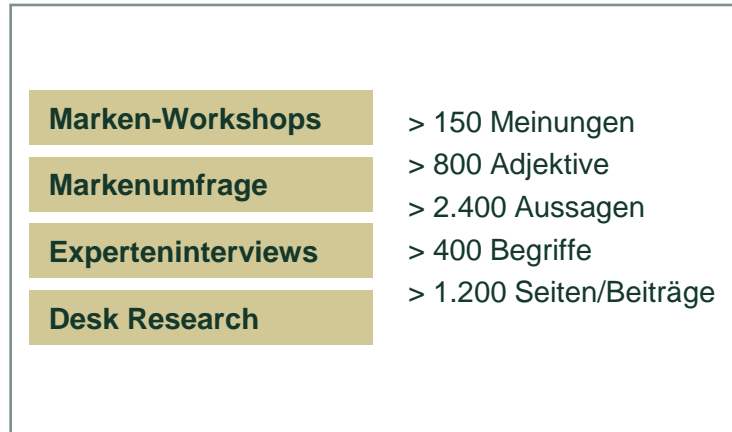 Marken-Workshops
Markenumfrage
Experteninterviews
Desk Research
> 150 Meinungen
> 800 Adjektive
> 2.400 Aussagen
> 400 Begriffe
> 1.200 Seiten/Beiträge